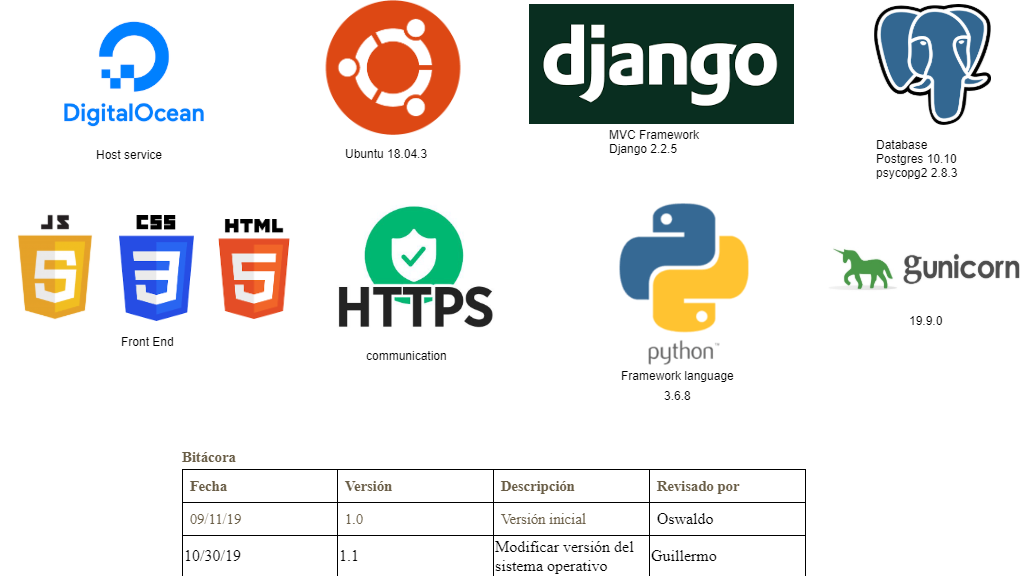 DigitalOcean
Host service
Ubuntu 18.04.3
django
MVC Framework
Django 2.2.5
Database
Postgres 10.10
psycopg2 2.8.3
JS
CSS
HTML
5
3
5
Front End
HTTPS
communication
python™
Framework language
3.6.8
gunicorn
19.9.0
Bitácora
Fecha Versión Descripción Revisado por
09/11/19 1.0 Versión inicial Oswaldo
10/30/19 1.1 Modificar versión del Guillermo
sistema operativo